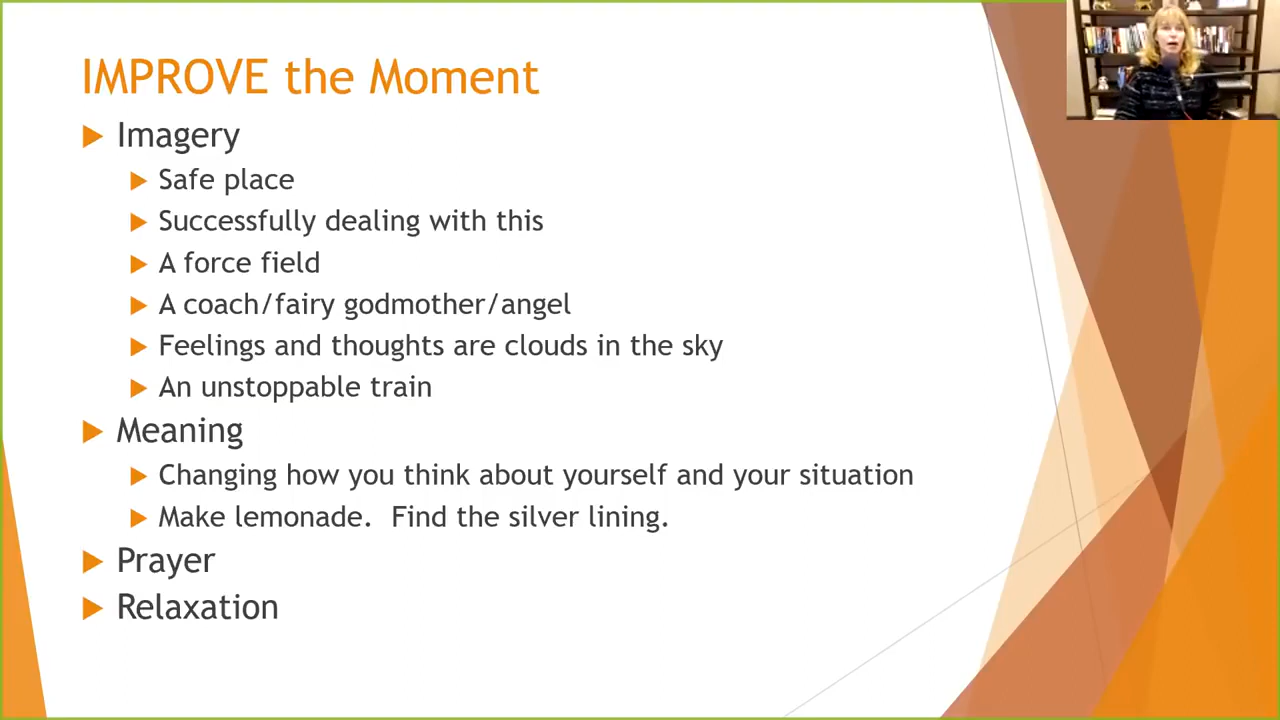 IMPROVE the Moment
Imagery
Safe place
Successfully dealing with this
A force field
A coach/fairy godmother/angel
Feelings and thoughts are clouds in the sky
An unstoppable train
Meaning
Changing how you think about yourself and your situation
Make lemonade. Find the silver lining.
Prayer
Relaxation